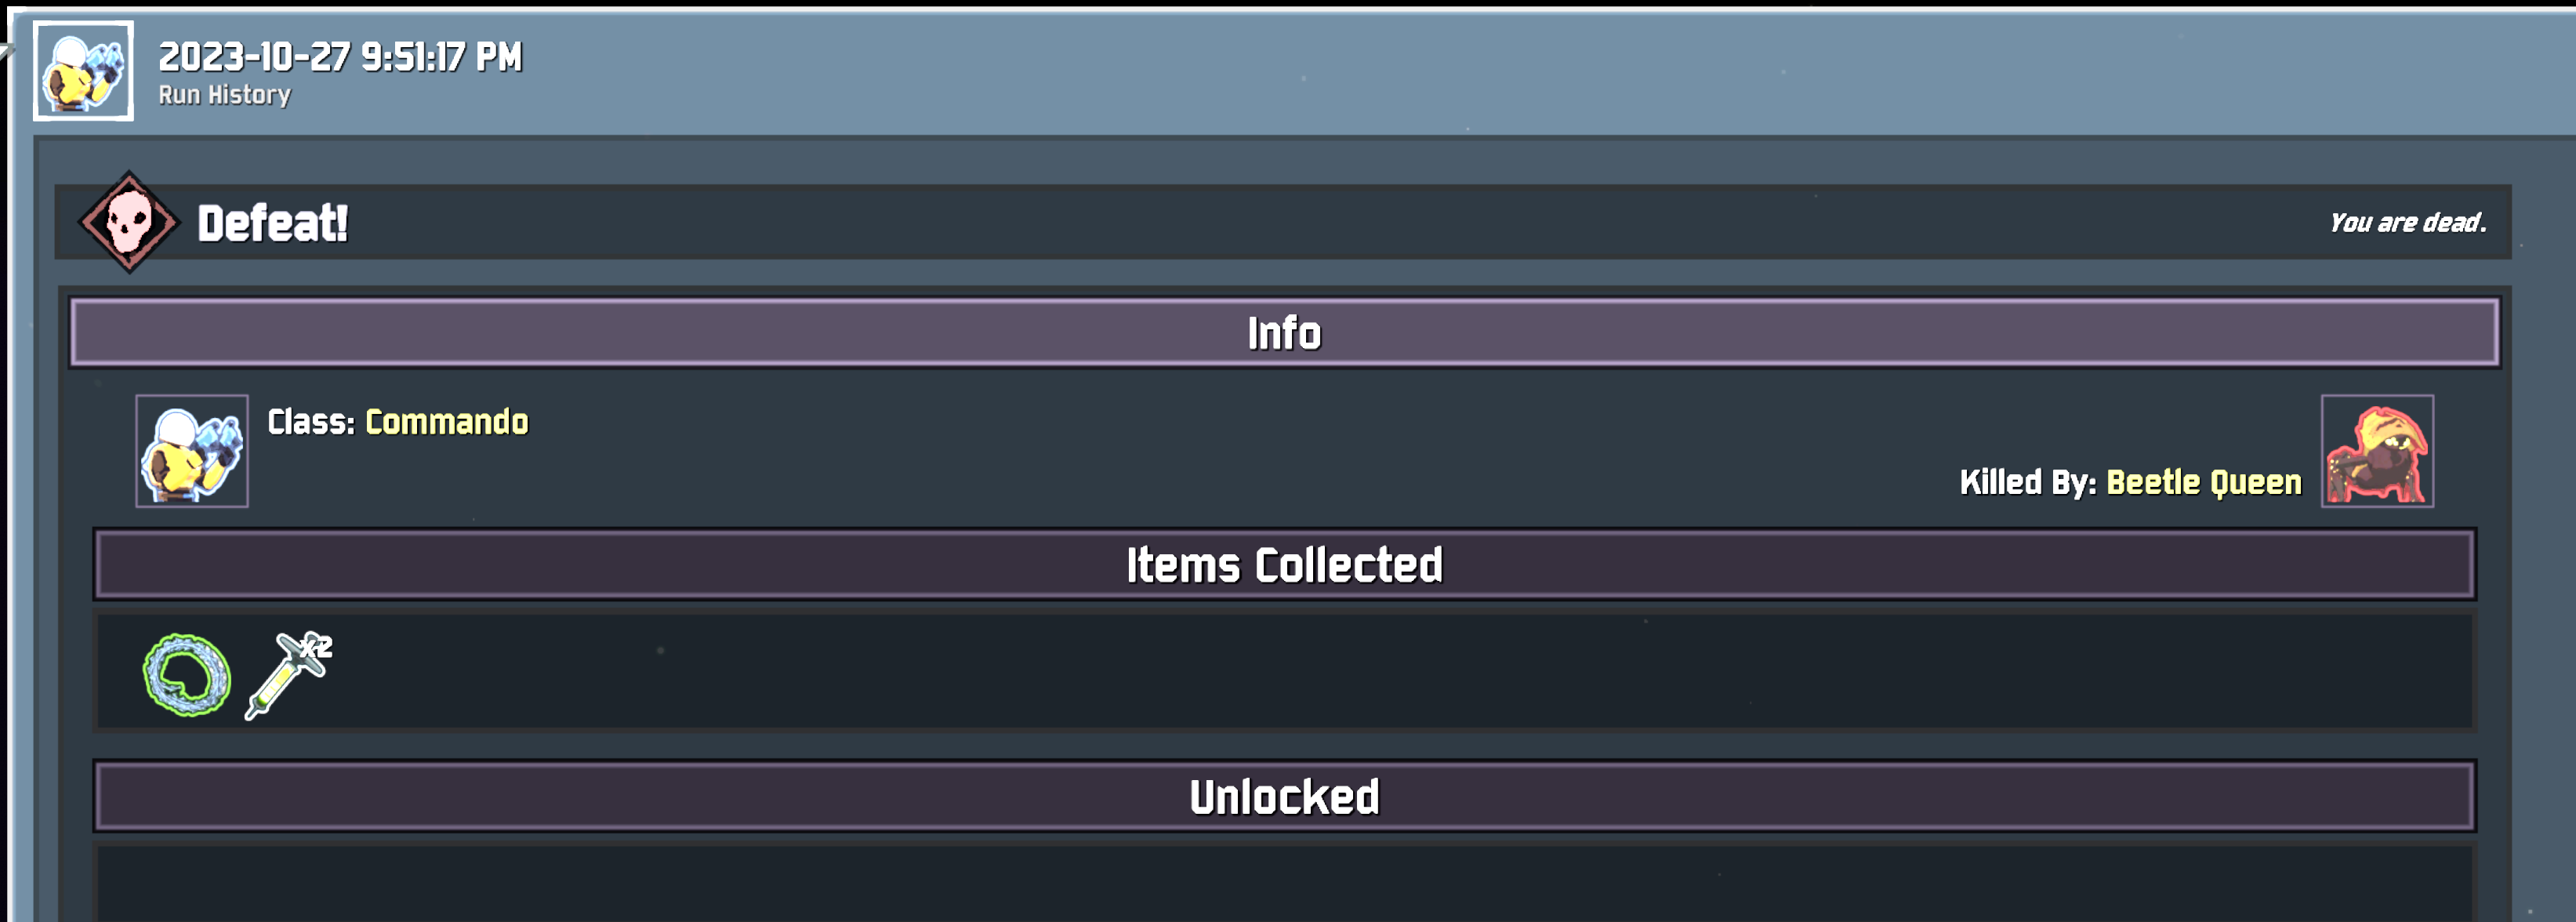 2023-10-27 9:51:17 PM
Run History
Defeat!
You are dead.
Info
Class: Commando
Killed By: Beetle Queen
Items Collected
x2
Unlocked